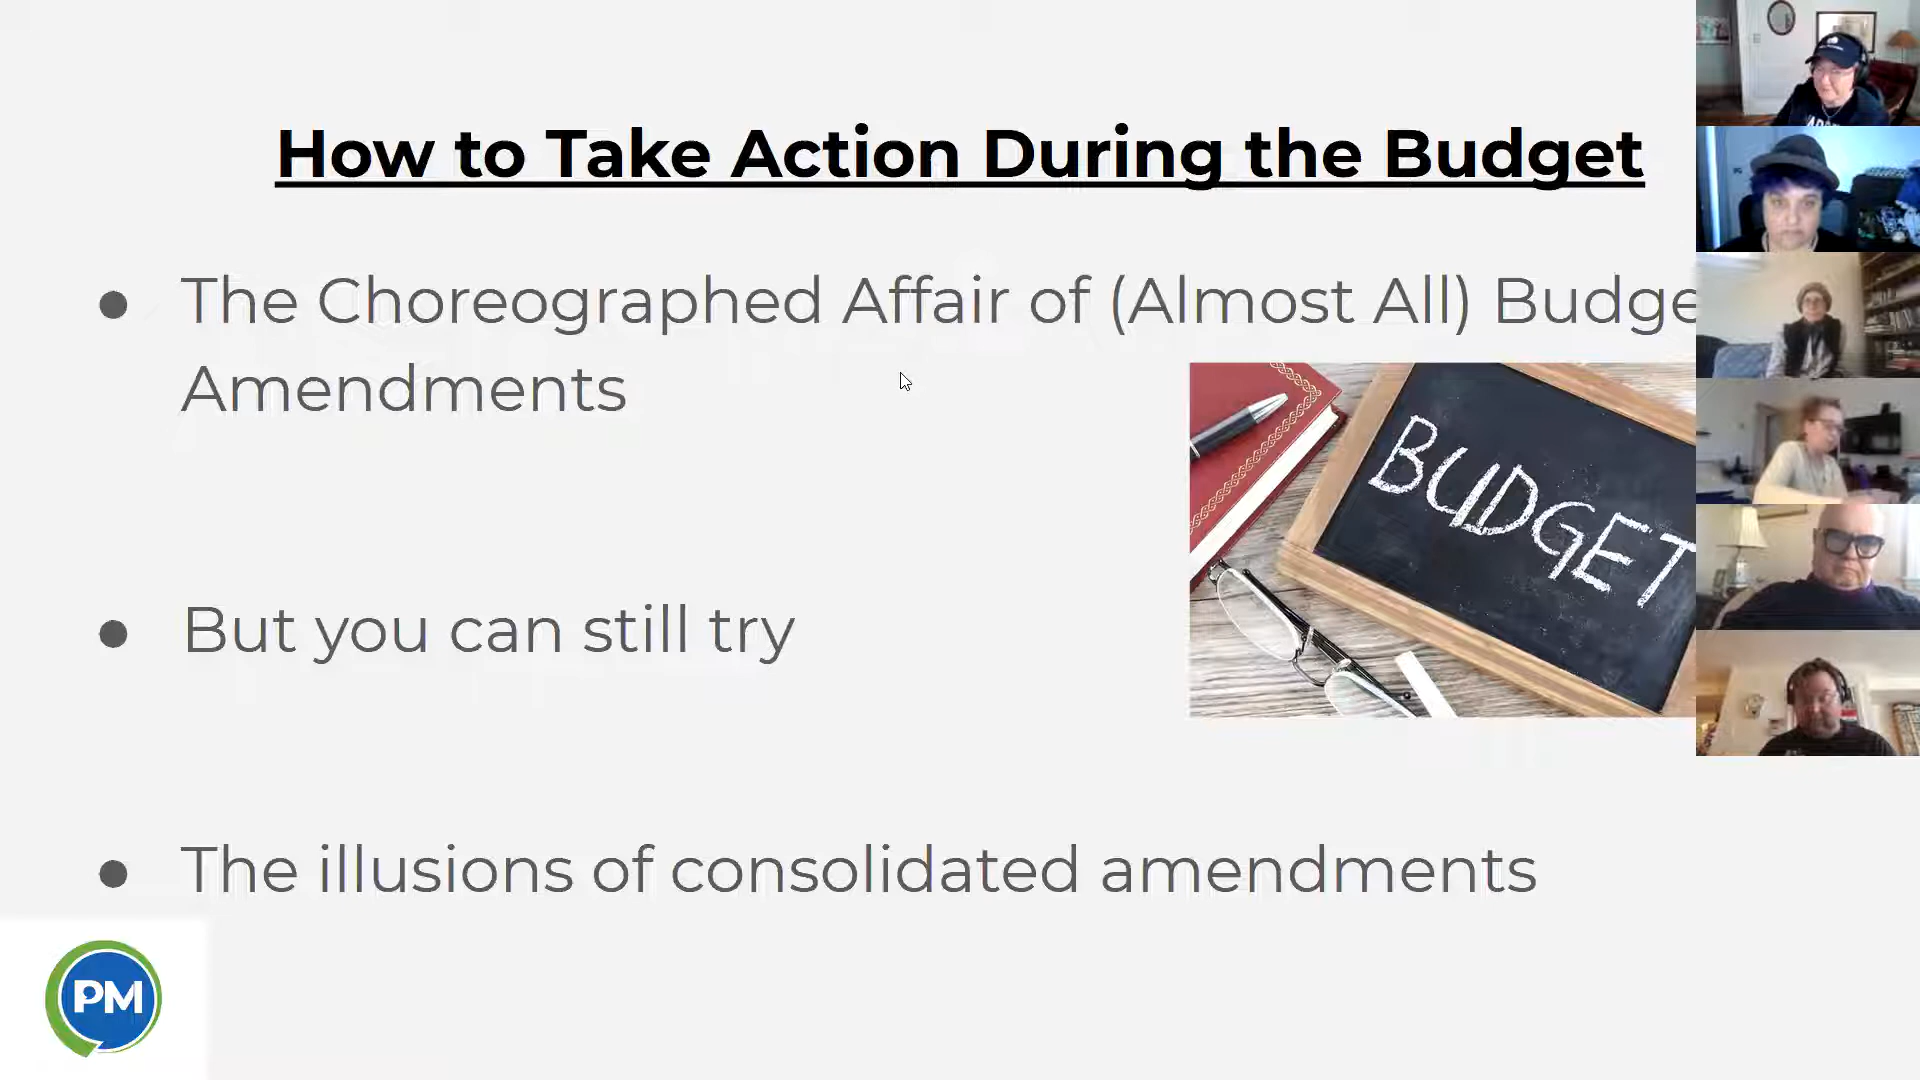 How to Take Action During the Budget
● The Choreographed Affair of (Almost All) Budge
Amendments
BUDGET
● But you can still try
● The illusions of consolidated amendments
PM